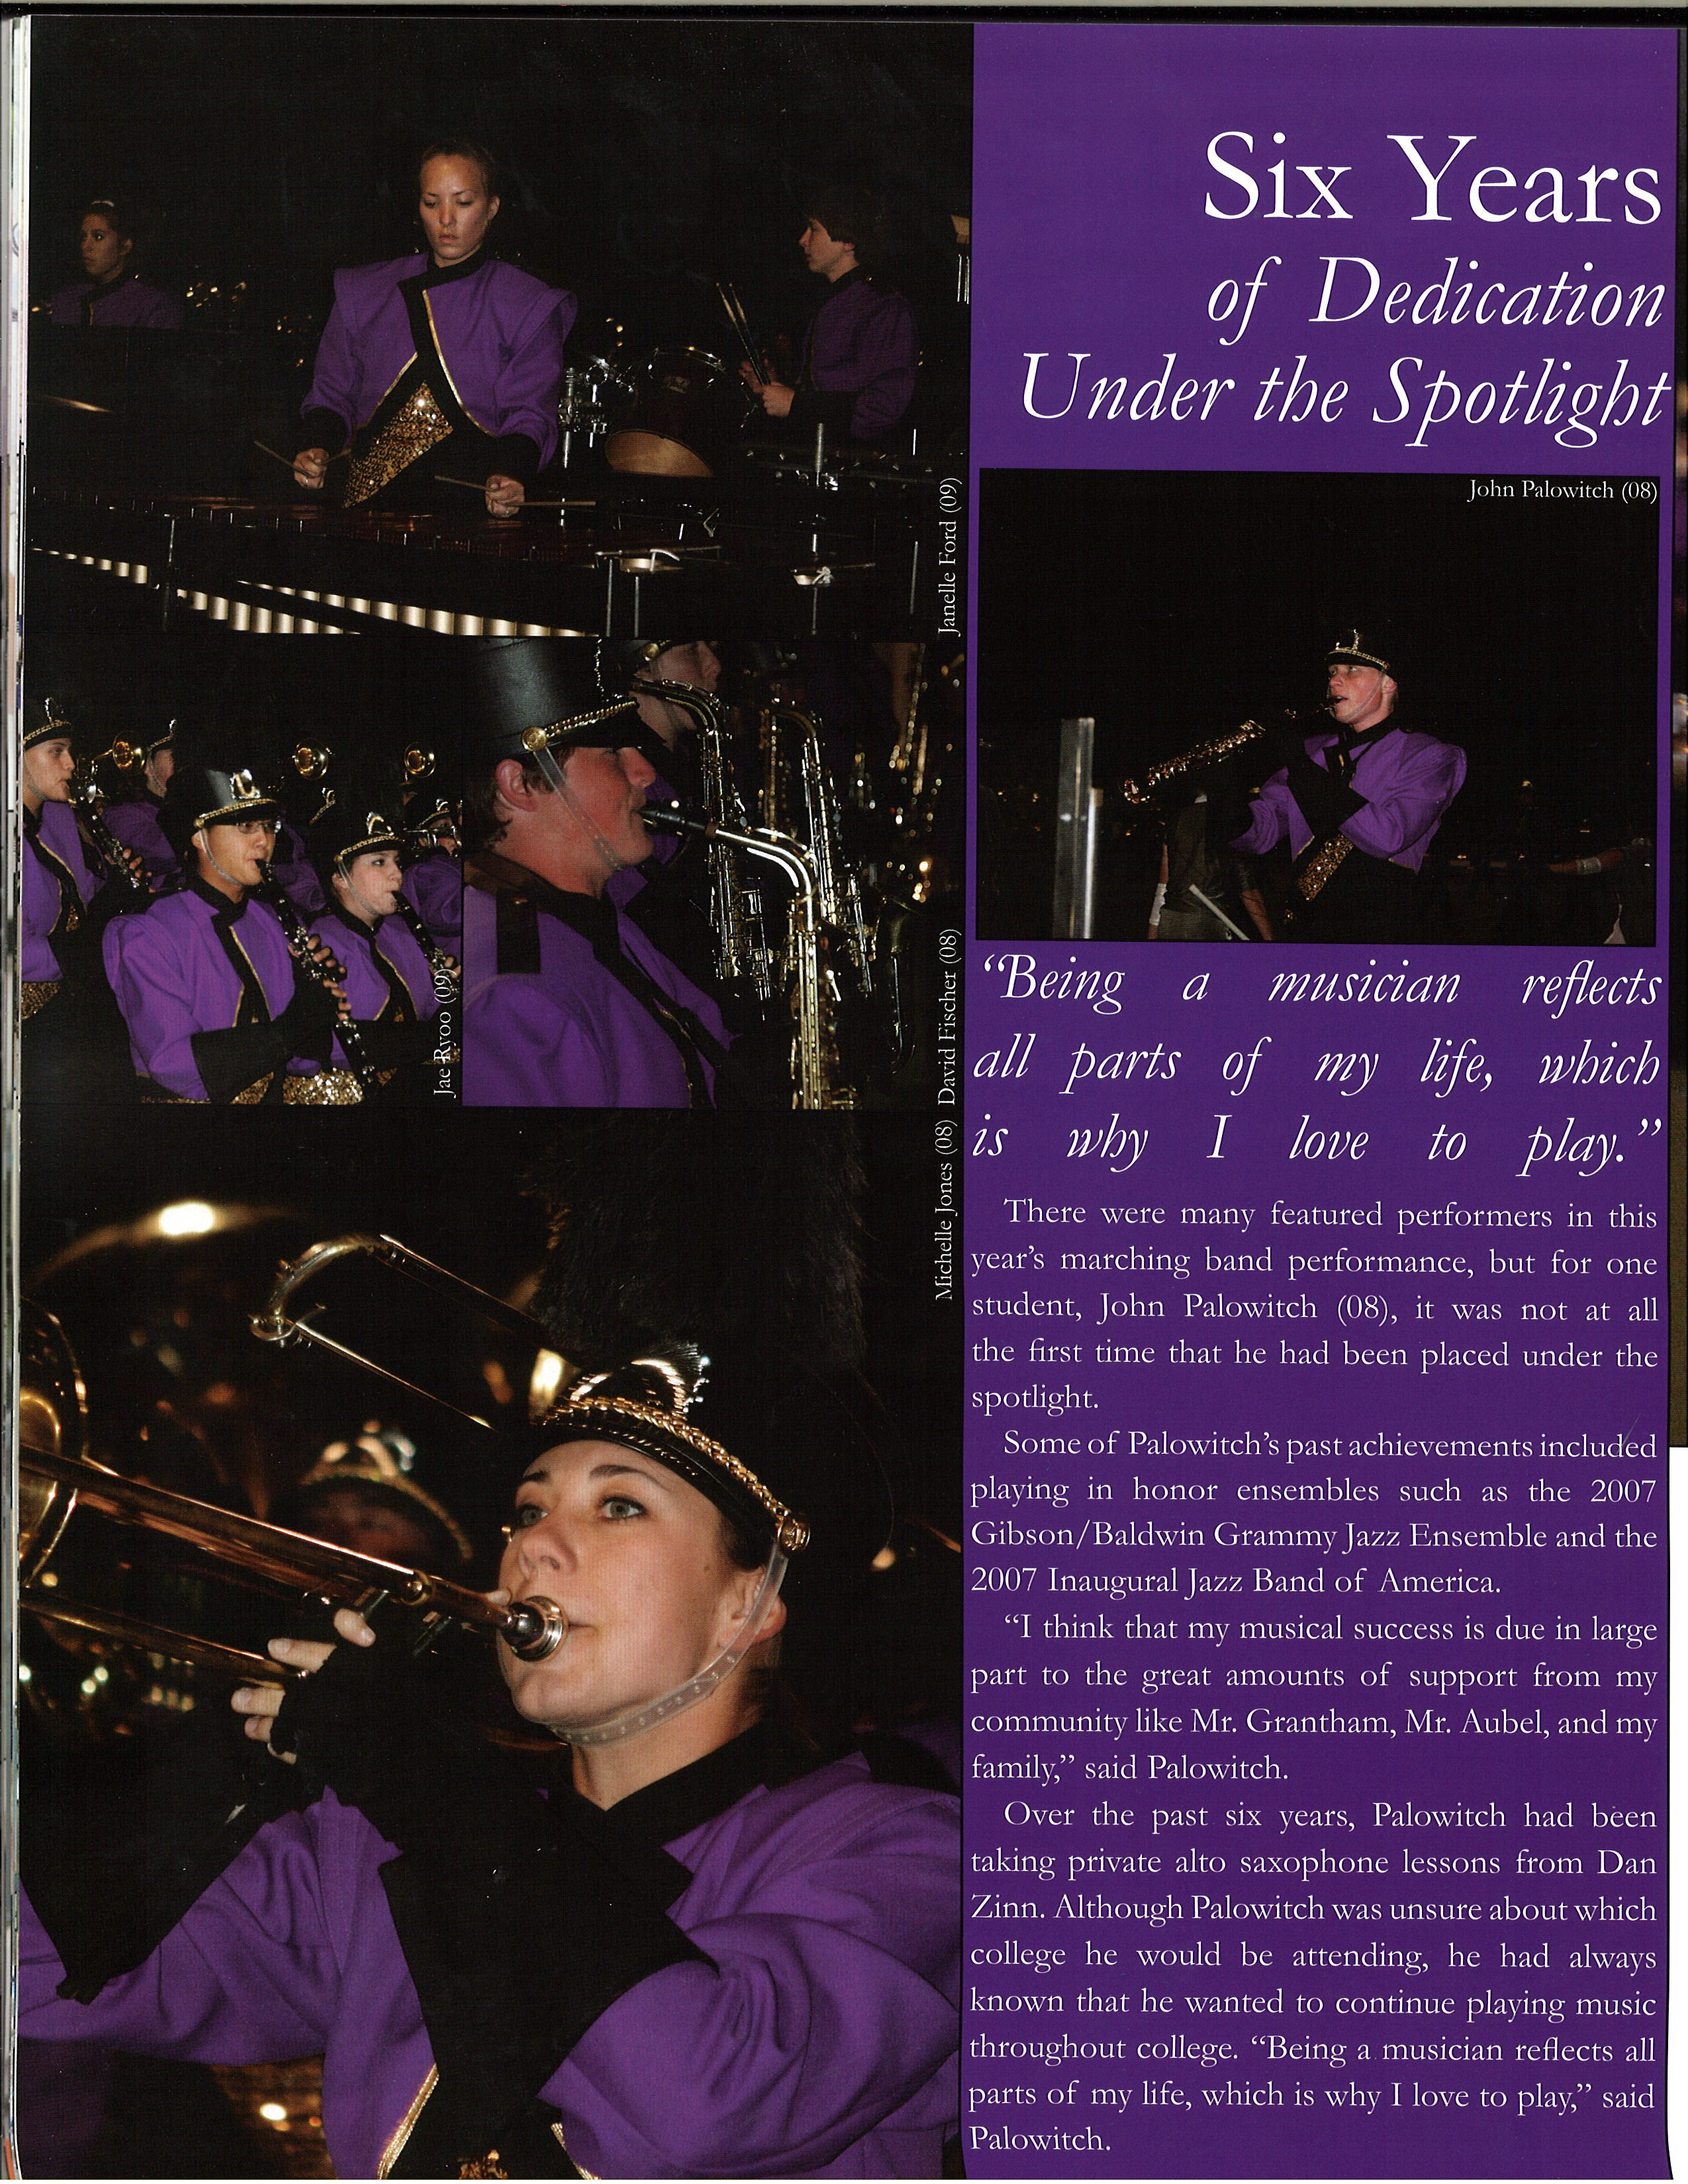 Six Years
of Dedication
Under the Spotlight
John Palowitch (08)
Janelle Ford (09)
Jae Ryoo (09)
David Fischer (08)
Michelle Jones (08)
“Being a musician reflects
all parts of my life, which
is why I love to play.”
There were many featured performers in this
year’s marching band performance, but for one
student, John Palowitch (08), it was not at all
the first time that he had been placed under the
spotlight.
Some of Palowitch’s past achievements included
playing in honor ensembles such as the 2007
Gibson/Baldwin Grammy Jazz Ensemble and the
2007 Inaugural Jazz Band of America.
“I think that my musical success is due in large
part to the great amounts of support from my
community like Mr. Grantham, Mr. Aubel, and my
family,” said Palowitch.
Over the past six years, Palowitch had been
taking private alto saxophone lessons from Dan
Zinn. Although Palowitch was unsure about which
college he would be attending, he had always
known that he wanted to continue playing music
throughout college. “Being a musician reflects all
parts of my life, which is why I love to play,” said
Palowitch.